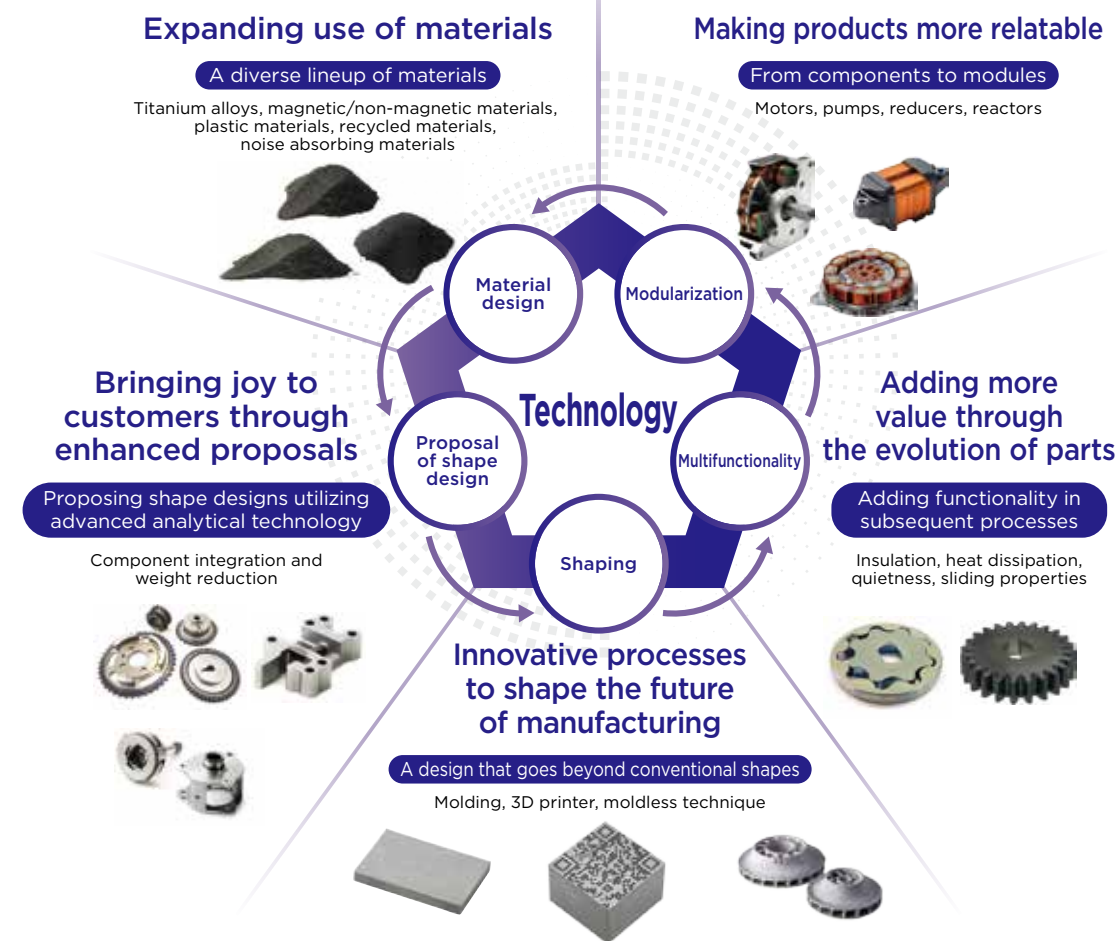 Expanding use of materials
A diverse lineup of materials
Titanium alloys, magnetic/non-magnetic materials,
plastic materials, recycled materials,
noise absorbing materials
Making products more relatable
From components to modules
Motors, pumps, reducers, reactors
Material
design
Modularization
Technology
Proposal
of shape
design
Multifunctionality
Shaping
Bringing joy to
customers through
enhanced proposals
Proposing shape designs utilizing
advanced analytical technology
Component integration and
weight reduction
Adding more
value through
the evolution of parts
Adding functionality in
subsequent processes
Insulation, heat dissipation,
quietness, sliding properties
Innovative processes
to shape the future
of manufacturing
A design that goes beyond conventional shapes
Molding, 3D printer, moldless technique